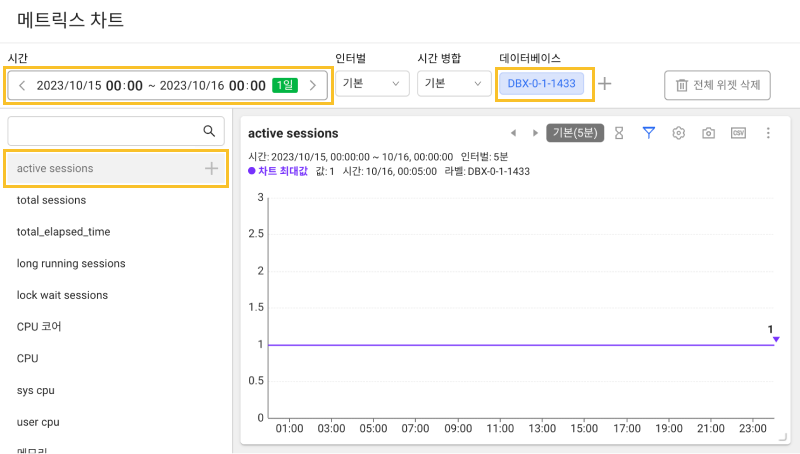 메트릭스 차트
시간 인터벌 시간 병합 데이터베이스
2023/10/15 00:00 ~ 2023/10/16 00:00 1일 기본 기본 DBX-0-1-1433 전체 위젯 삭제
active sessions
total sessions
total_elapsed_time
long running sessions
lock wait sessions
CPU 코어
CPU
sys cpu
user cpu
메모리
active sessions 기본(5분) CSV
시간: 2023/10/15, 00:00:00 ~ 10/16, 00:00:00 인터벌: 5분
차트 최대값 값: 1 시간: 10/16, 00:05:00 라벨: DBX-0-1-1433
3
2.5
2
1.5
1
1
0.5
0
01:00 03:00 05:00 07:00 09:00 11:00 13:00 15:00 17:00 19:00 21:00 23:00